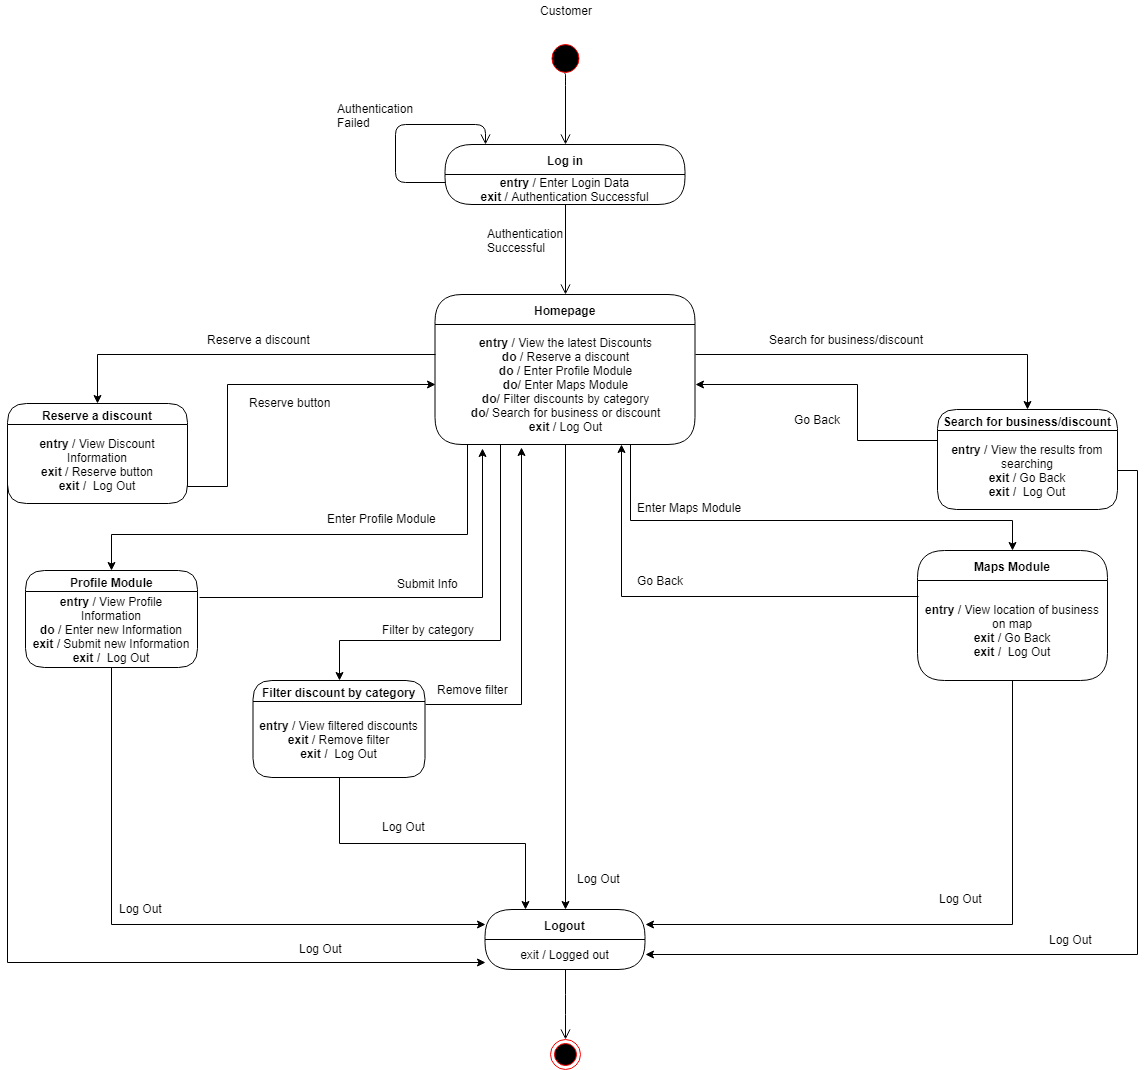 Customer
Authentication
Failed
Log in
entry / Enter Login Data
exit / Authentication Successful
Authentication
Successful
Homepage
entry / View the latest Discounts
do / Reserve a discount
do / Enter Profile Module
do/ Enter Maps Module
do/ Filter discounts by category
do/ Search for business or discount
exit / Log Out
Reserve a discount
Search for business/discount
Reserve button
Go Back
Reserve a discount
entry / View Discount
Information
exit / Reserve button
exit /  Log Out
Search for business/discount
entry / View the results from
searching
exit / Go Back
exit /  Log Out
Enter Profile Module
Enter Maps Module
Profile Module
entry / View Profile
Information
do / Enter new Information
exit / Submit new Information
exit /  Log Out
Submit Info
Go Back
Maps Module
entry / View location of business
on map
exit / Go Back
exit /  Log Out
Filter by category
Filter discount by category
entry / View filtered discounts
exit / Remove filter
exit /  Log Out
Remove filter
Log Out
Log Out
Log Out
Log Out
Log Out
Log Out
Logout
exit / Logged out